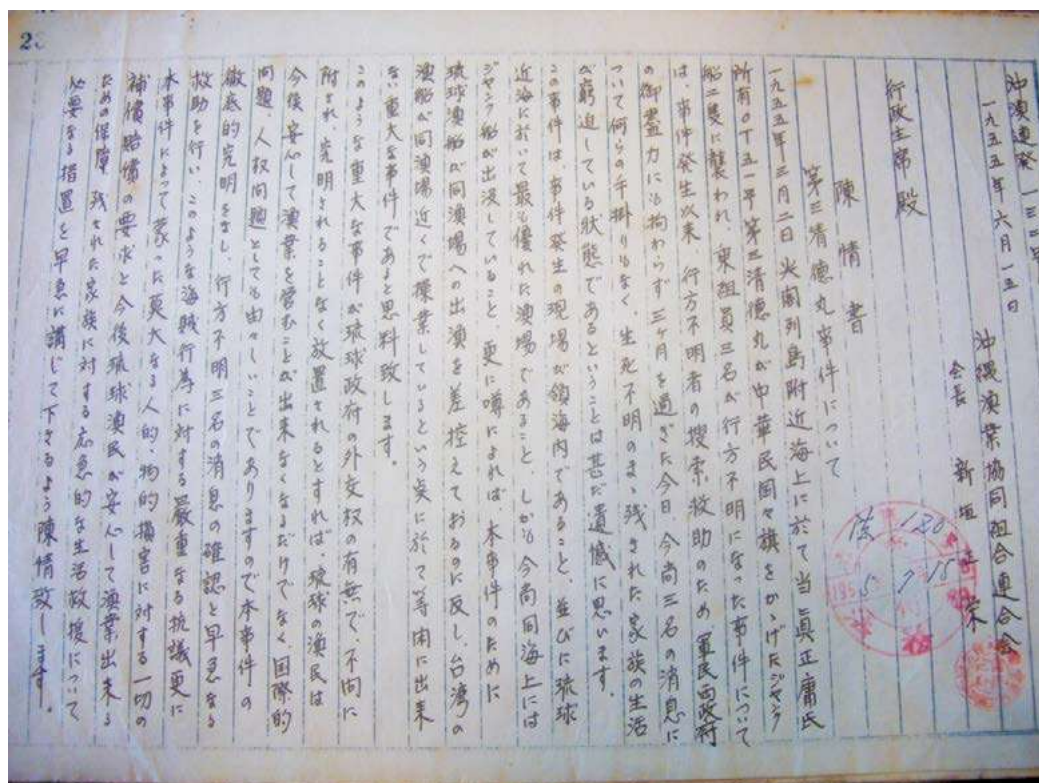 沖漁連発 一三二号
一九五五年六月一五日
沖縄漁業協同組合連合会
会長 新垣 栄
行政主席殿
陳情書
第三清徳丸事件について
一九五五年三月二日尖閣列島附近海上に於て当真正庸氏
所有OT五一号第三清徳丸が中華民国々旗をかゝげたジャンク
船二隻に襲われ、乗組員三名が行方不明になった事件について
は、事件発生以来、行方不明者の捜索救助のため軍民両政府
の御盡力にも拘わらず三ヶ月を過ぎた今日、今尚三名の消息に
ついて何らの手掛りもなく、生死不明のまゝ残された家族の生活
が窮迫している状態であるということは甚だ遺憾に思います。
この事件は、事件発生の現場が領海内であること、並びに琉球
近海に於いて最も優れた漁場であること、しかも今尚同海上には
ジャンク船が出没していること、更に噂によれば、本事件のために
琉球漁船が同漁場への出漁を差控えておるのに反し、台湾の
漁船が同漁場近くで操業しているという点に於て等閑に出来
ない重大な事件であると思料致します。
このような重大な事件が琉球政府の外交権の有無で、不問に
附され、究明されることなく放置されるとすれば、琉球の漁民は
今後安心して漁業を営むことが出来なくなるだけでなく、国際的
問題、人権問題としても由々しいことでありますので本事件の
徹底的究明をなし、行方不明三名の消息の確認と早急なる
救助を行い、このような海賊行為に対する厳重なる抗議更に
本事件によって蒙った莫大なる人的、物的損害に対する一切の
補償賠償の要求と今後琉球漁民が安心して漁業出来る
ための保障、残された家族に対する応急的な生活救援について
必要なる措置を早急に講じて下さるよう陳情致します。